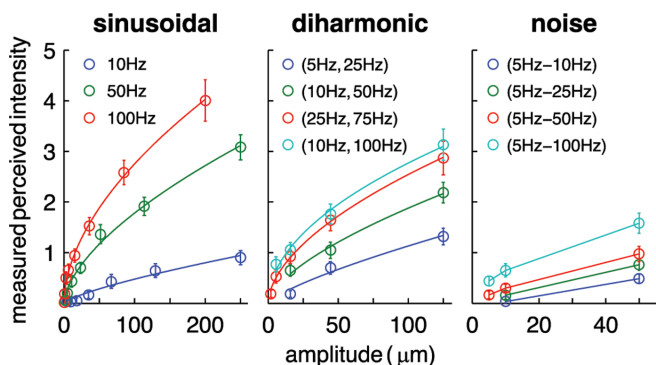 sinusoidal diharmonic noise
measured perceived intensity
5
4
3
2
1
10Hz
50Hz
100Hz
(5Hz, 25Hz)
(10Hz, 50Hz)
(25Hz, 75Hz)
(10Hz, 100Hz)
(5Hz−10Hz)
(5Hz−25Hz)
(5Hz−50Hz)
(5Hz−100Hz)
0 100 200 0 50 100 0 20 40
amplitude (μm)